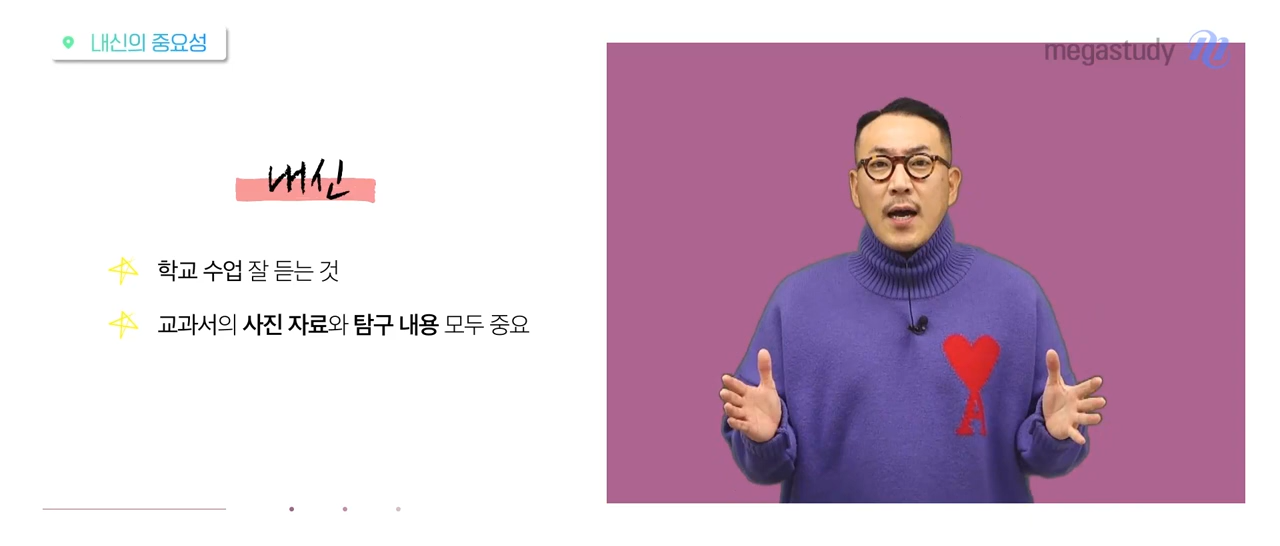 내신의 중요성
megastudy
내신
학교 수업 잘 듣는 것
교과서의 사진 자료와 탐구 내용 모두 중요
A